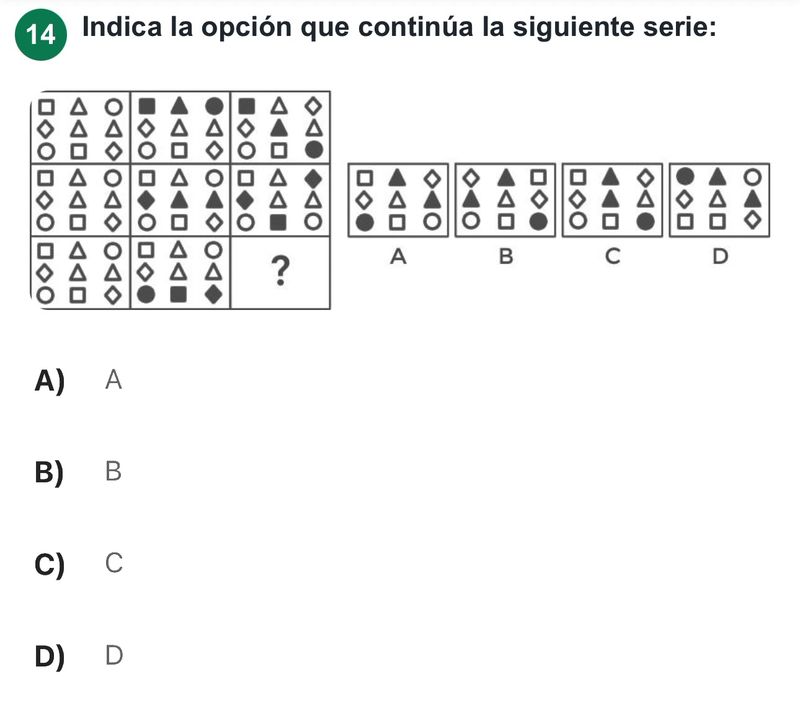 14 Indica la opción que continúa la siguiente serie:
?
A B C D
A) A
B) B
C) C
D) D